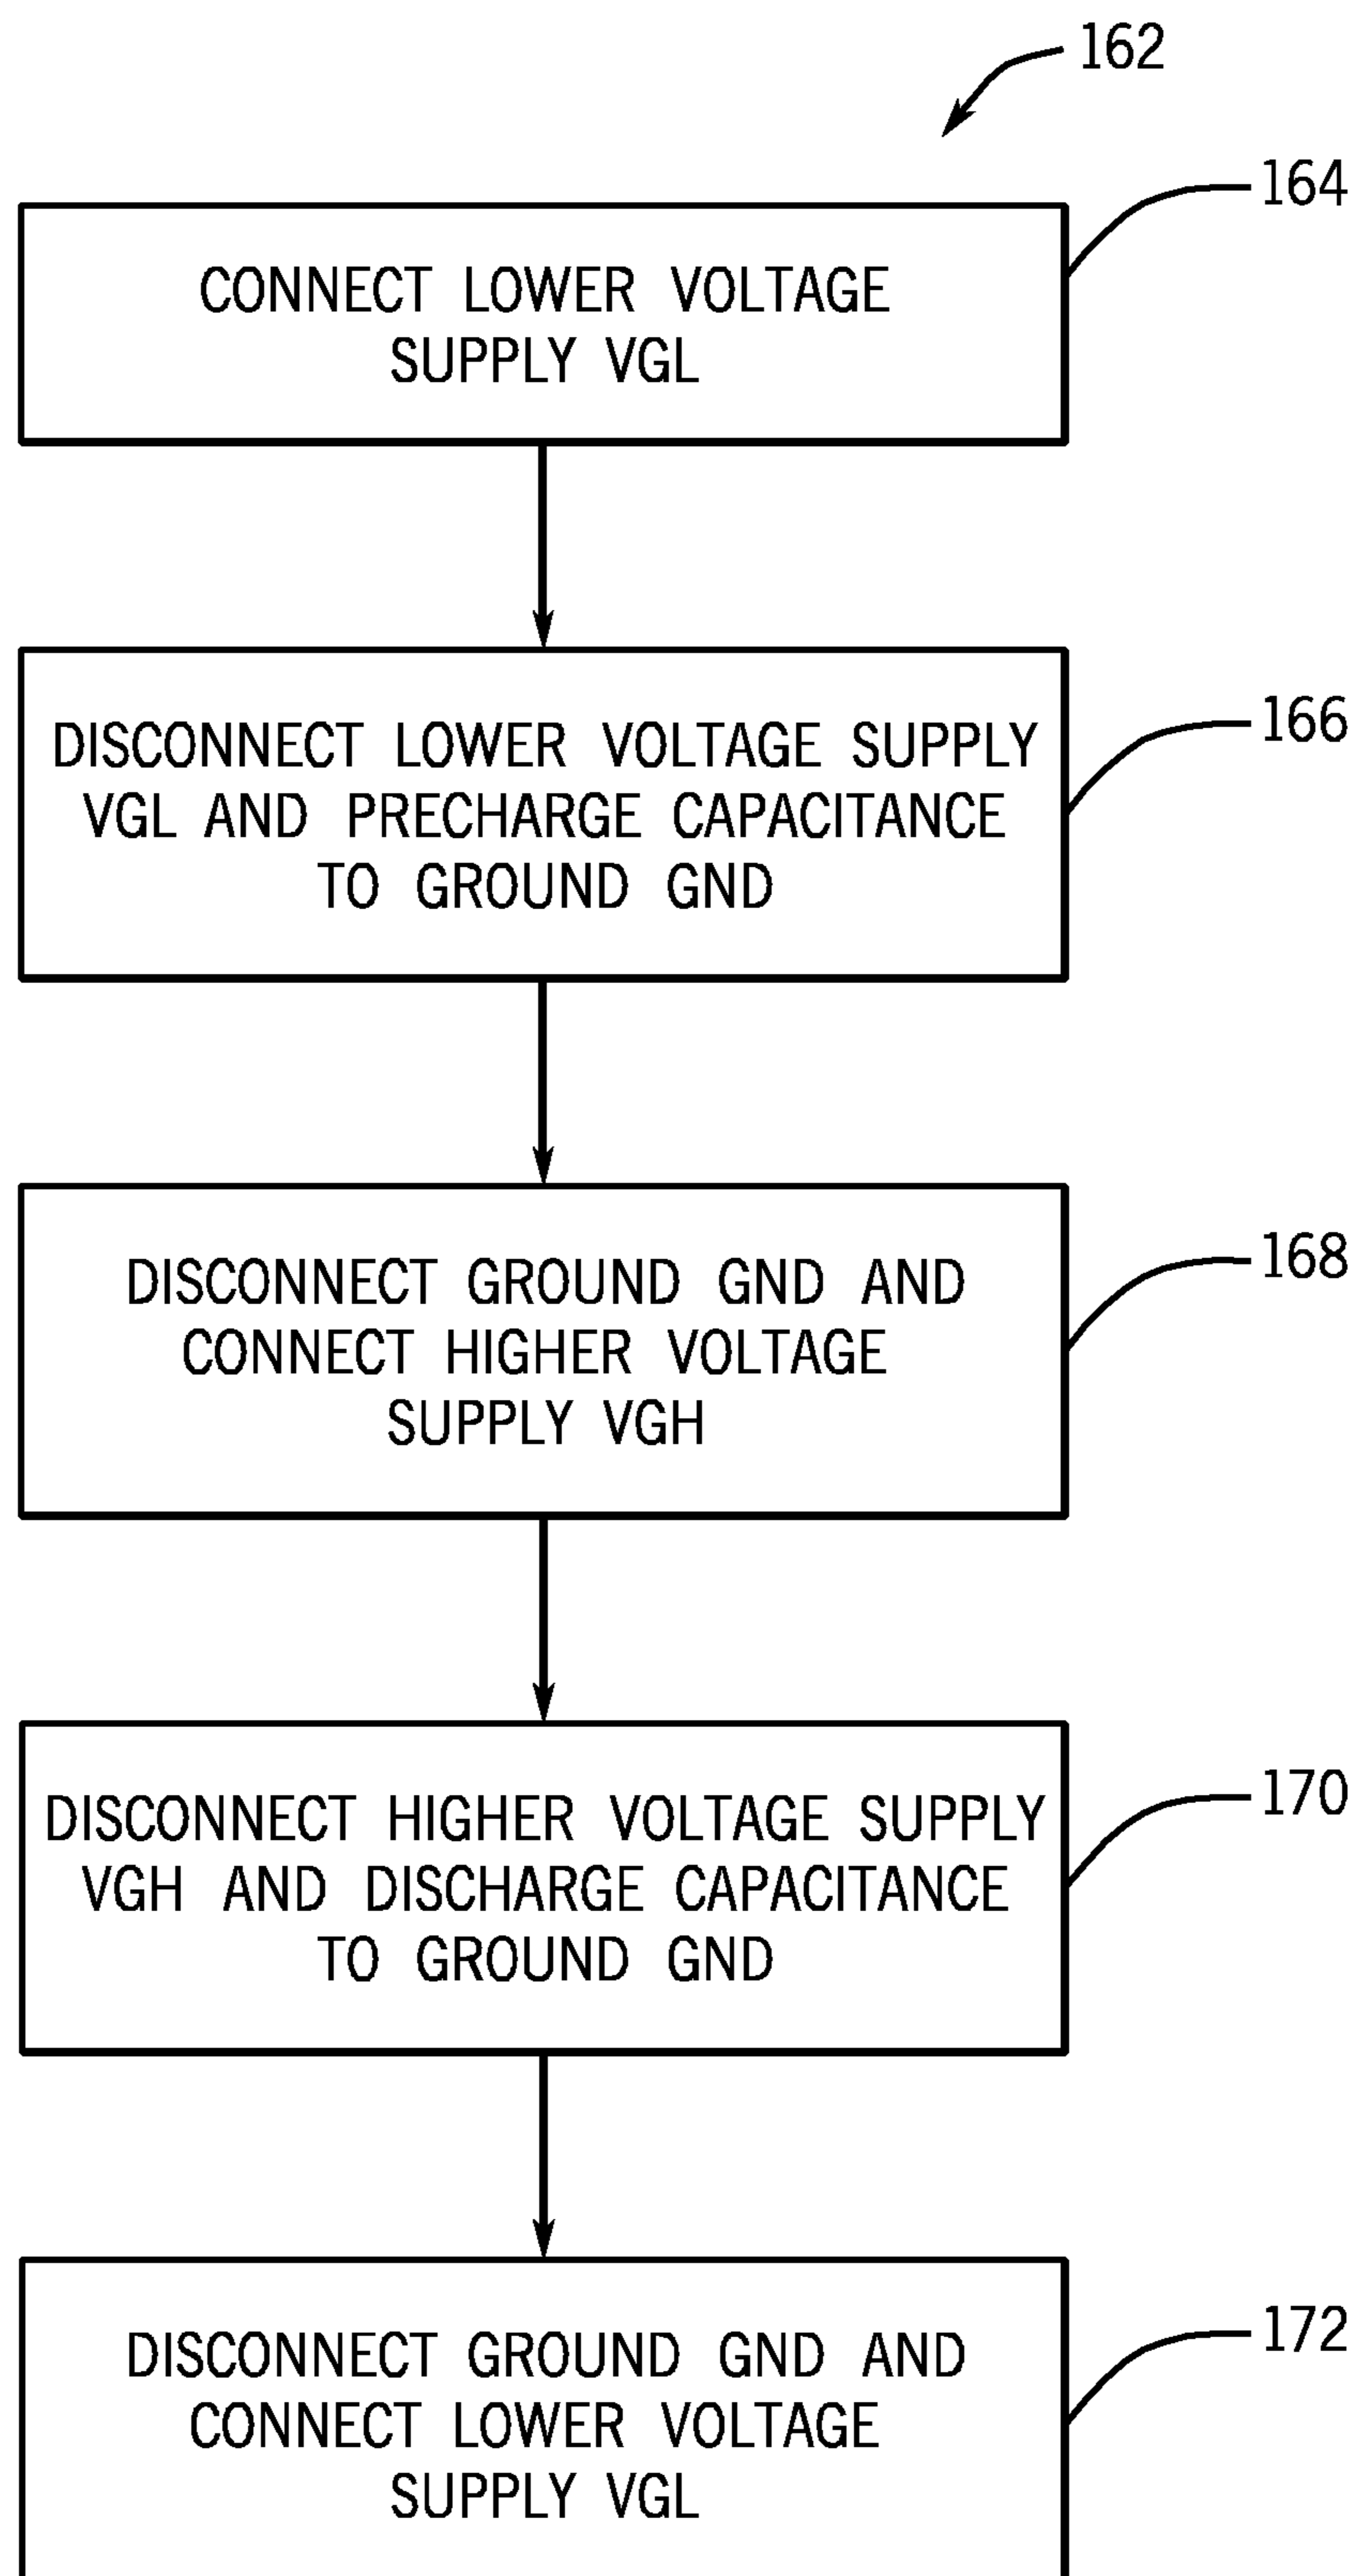 162
164
CONNECT LOWER VOLTAGE
SUPPLY VGL
166
DISCONNECT LOWER VOLTAGE SUPPLY
VGL AND PRECHARGE CAPACITANCE
TO GROUND GND
168
DISCONNECT GROUND GND AND
CONNECT HIGHER VOLTAGE
SUPPLY VGH
170
DISCONNECT HIGHER VOLTAGE SUPPLY
VGH AND DISCHARGE CAPACITANCE
TO GROUND GND
172
DISCONNECT GROUND GND AND
CONNECT LOWER VOLTAGE
SUPPLY VGL